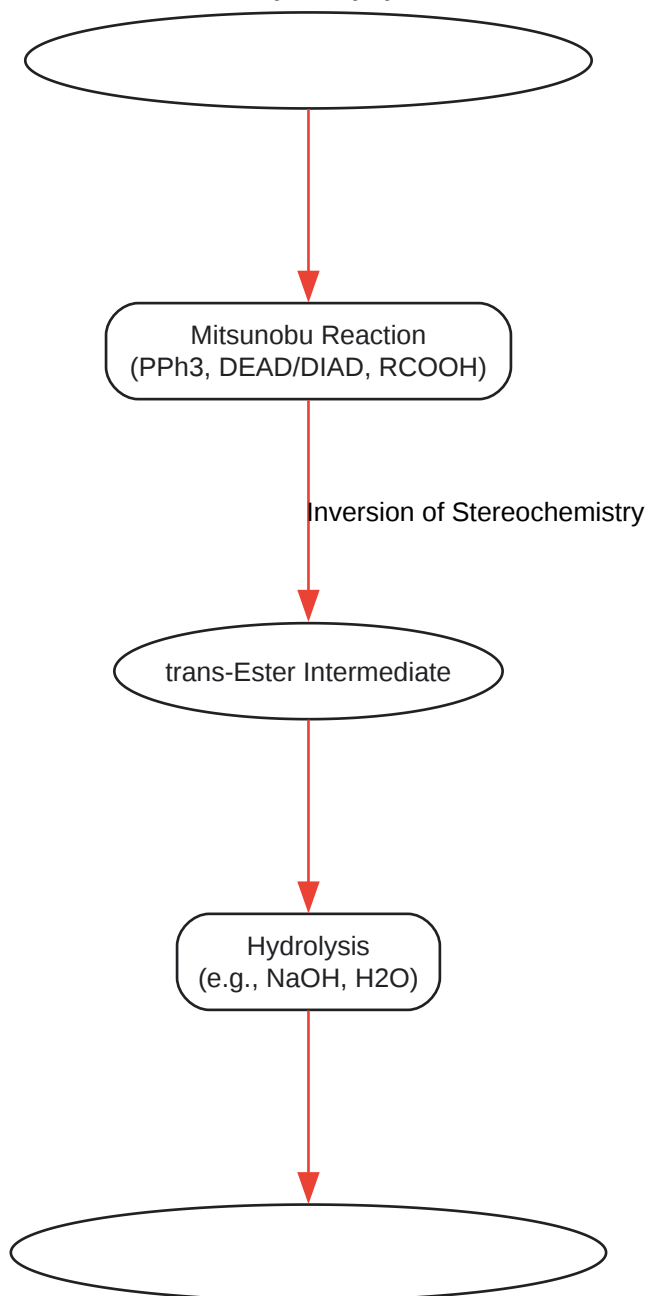 Mitsunobu Reaction
(PPh3, DEAD/DIAD, RCOOH)
Inversion of Stereochemistry
trans-Ester Intermediate
Hydrolysis
(e.g., NaOH, H2O)